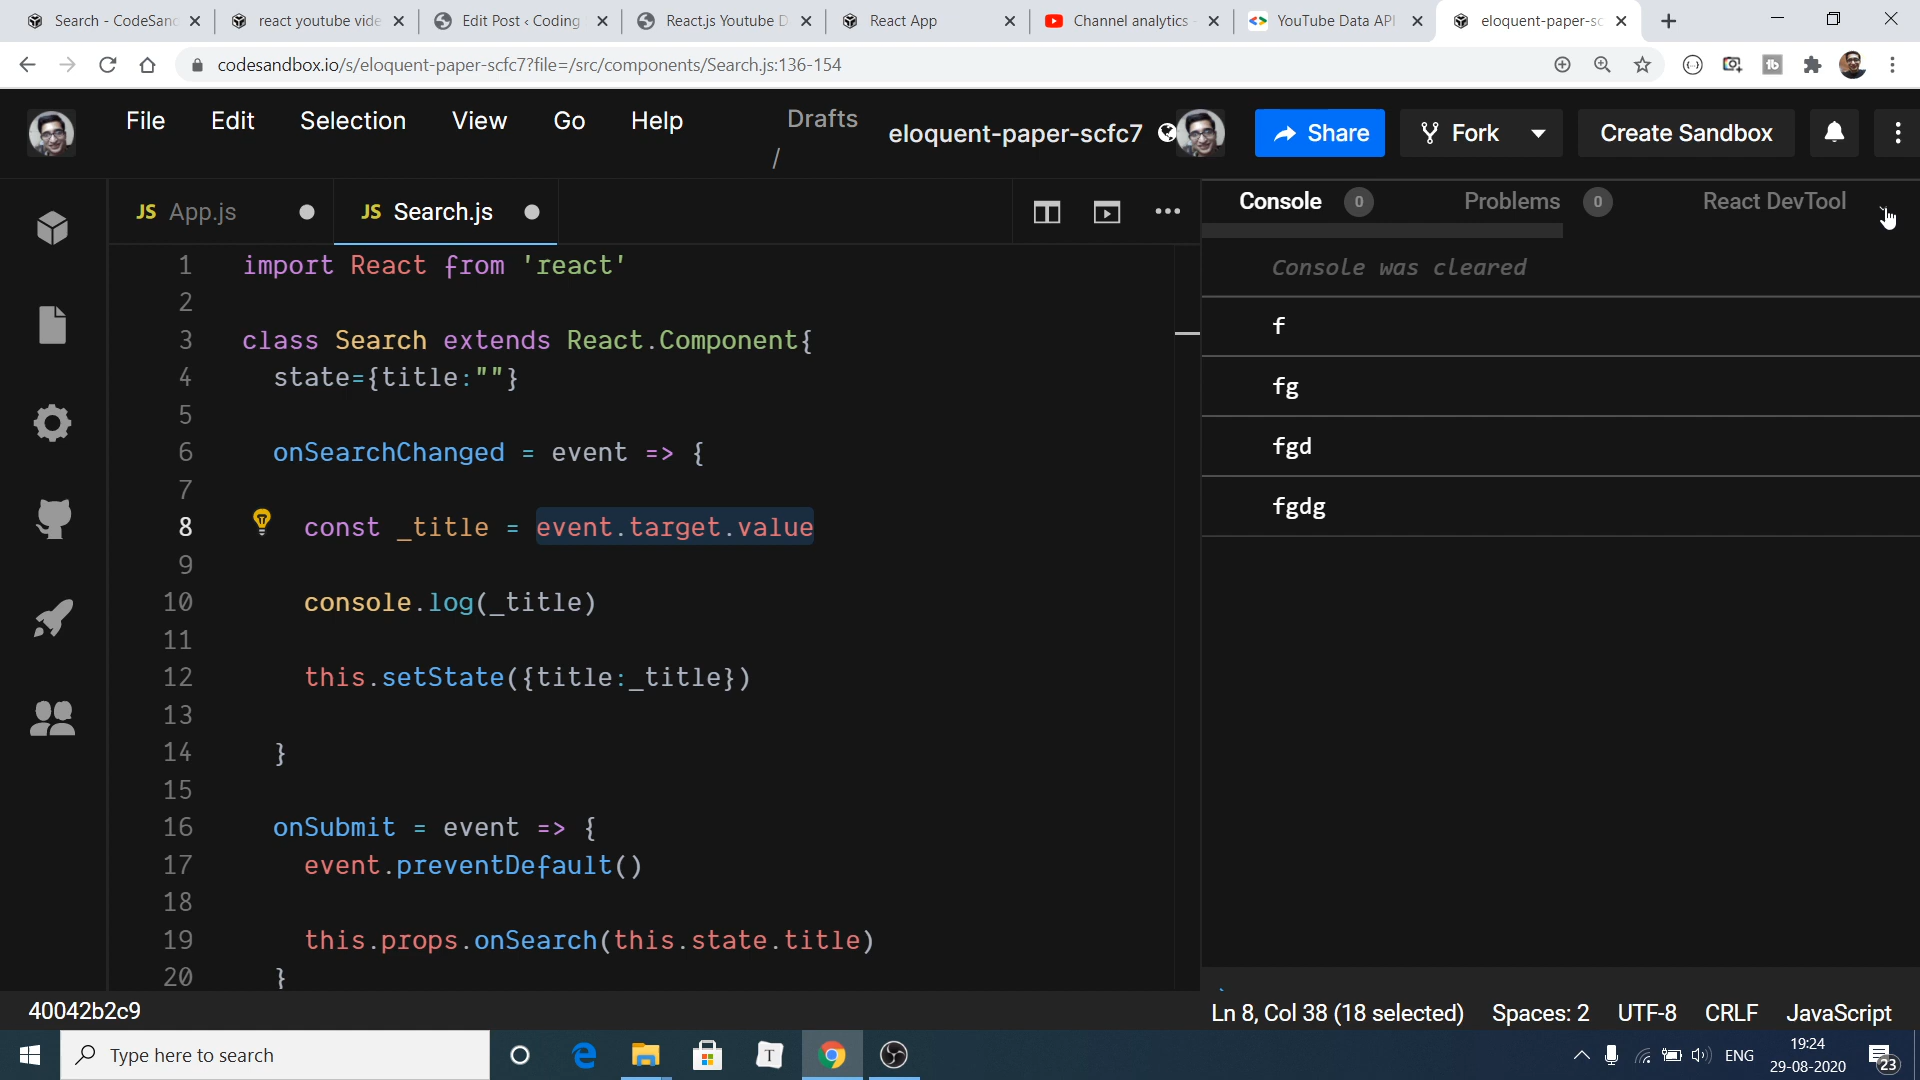 Search - CodeSand
react youtube vide
Edit Post ‹ Coding
React.js Youtube D
React App
Channel analytics -
YouTube Data API
eloquent-paper-sc
codesandbox.io/s/eloquent-paper-scfc7?file=/src/components/Search.js:136-154
File Edit Selection View Go Help
Drafts
/
eloquent-paper-scfc7
Share
Fork
Create Sandbox
JS App.js
JS Search.js
Console 0
Problems 0
React DevTool
1 import React from 'react'
2
3 class Search extends React.Component{
4 state={title:""}
5
6 onSearchChanged = event => {
7
8 const _title = event.target.value
9
10 console.log(_title)
11
12 this.setState({title:_title})
13
14 }
15
16 onSubmit = event => {
17 event.preventDefault()
18
19 this.props.onSearch(this.state.title)
20 }
Console was cleared
f
fg
fgd
fgdg
40042b2c9
Ln 8, Col 38 (18 selected) Spaces: 2 UTF-8 CRLF JavaScript
Type here to search
T
ENG
19:24
29-08-2020
23